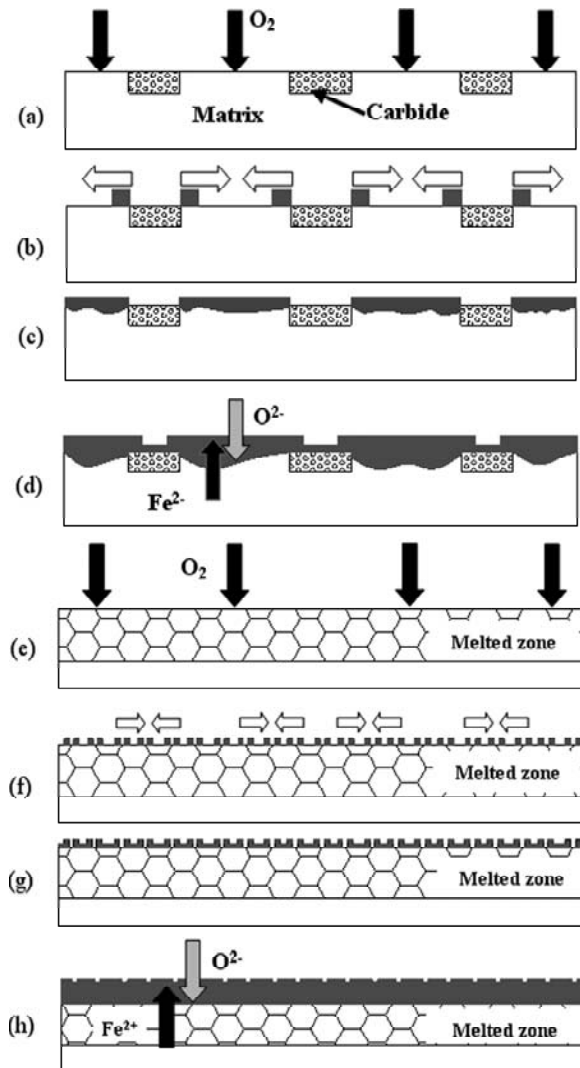 O₂
Matrix
Carbide
(a)
(b)
(c)
O²⁻
Fe²⁻
(d)
O₂
Melted zone
(e)
Melted zone
(f)
Melted zone
(g)
O²⁻
Fe²⁺
Melted zone
(h)